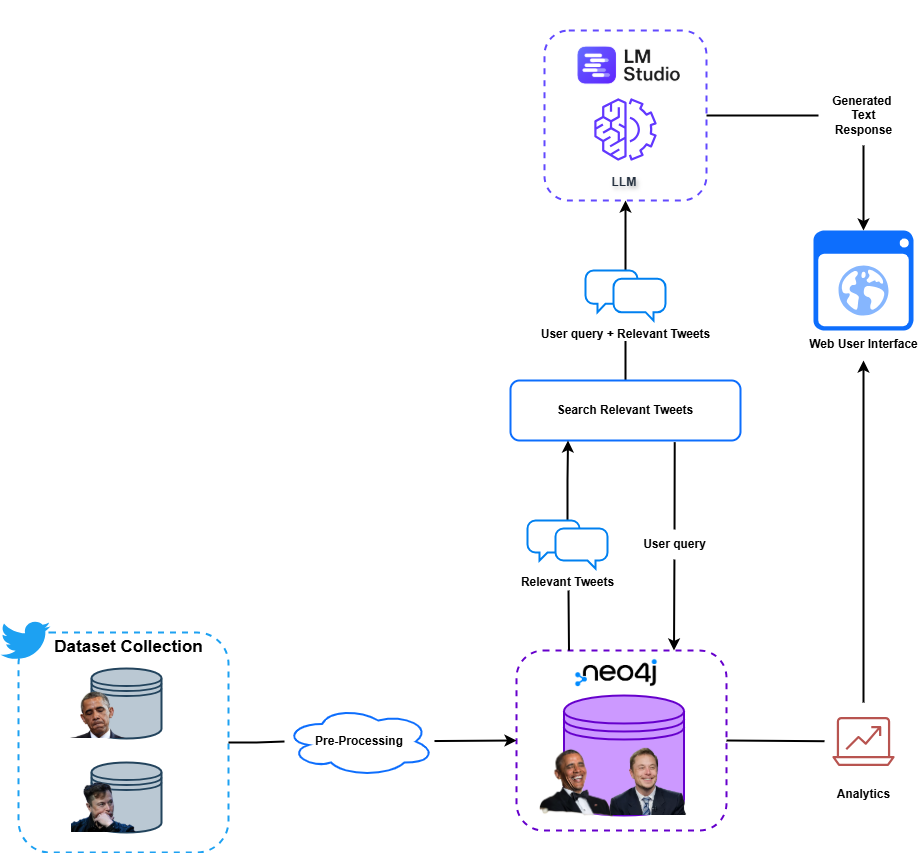 LM
Studio
LLM
Generated
Text
Response
Web User Interface
User query + Relevant Tweets
Search Relevant Tweets
User query
Relevant Tweets
Dataset Collection
Pre-Processing
neo4j
Analytics